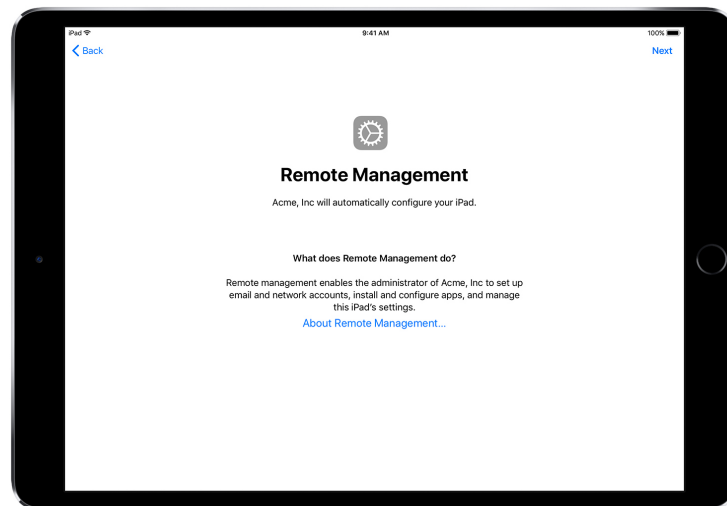 iPad 9:41 AM 100%
Back Next
Remote Management
Acme, Inc will automatically configure your iPad.
What does Remote Management do?
Remote management enables the administrator of Acme, Inc to set up
email and network accounts, install and configure apps, and manage
this iPad's settings.
About Remote Management...